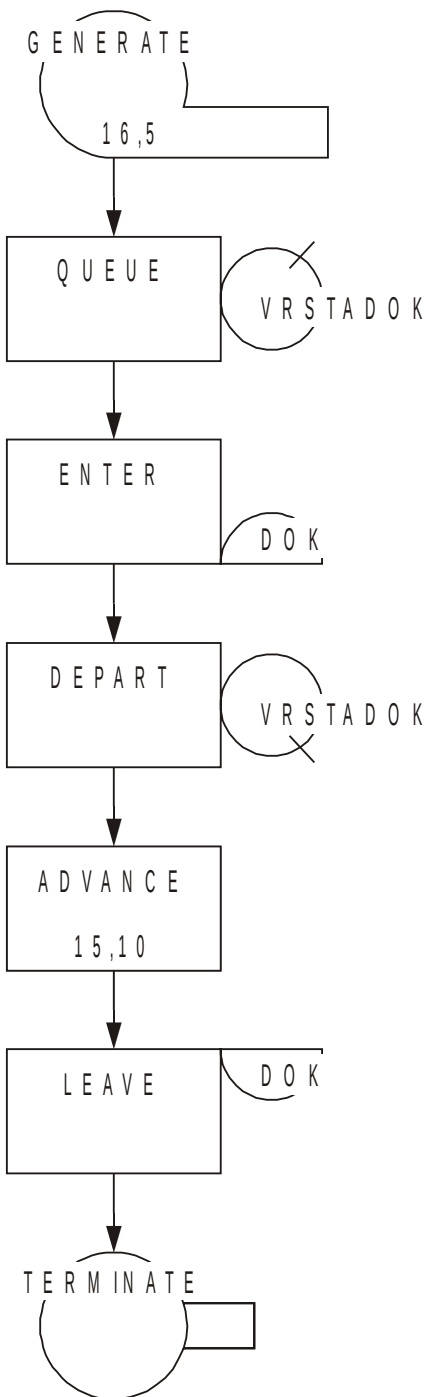 GENERATE
16,5
QUEUE
VRSTADOK
ENTER
DOK
DEPART
VRSTADOK
ADVANCE
15,10
LEAVE
DOK
TERMINATE